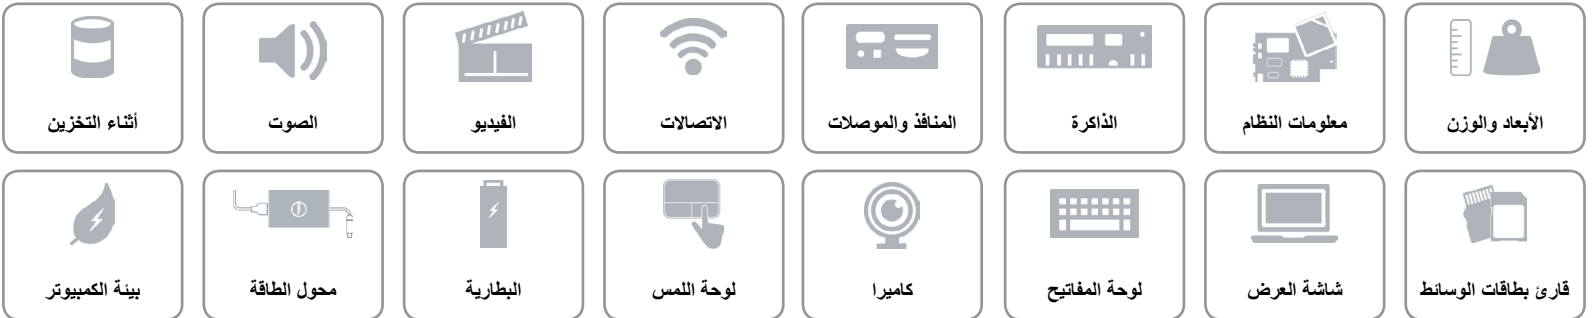 الأبعاد والوزن
معلومات النظام
الذاكرة
المنافذ والموصلات
الاتصالات
الفيديو
الصوت
أثناء التخزين
قارئ بطاقات الوسائط
شاشة العرض
لوحة المفاتيح
كاميرا
لوحة اللمس
البطارية
محول الطاقة
بيئة الكمبيوتر